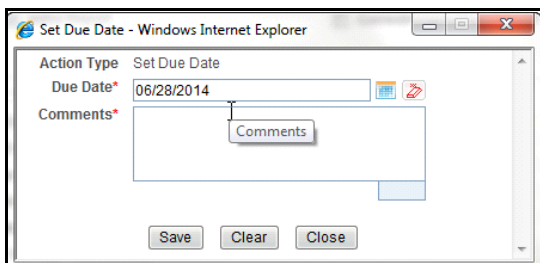 Set Due Date - Windows Internet Explorer
Action Type Set Due Date
Due Date* 06/28/2014
Comments*
Comments
Save Clear Close